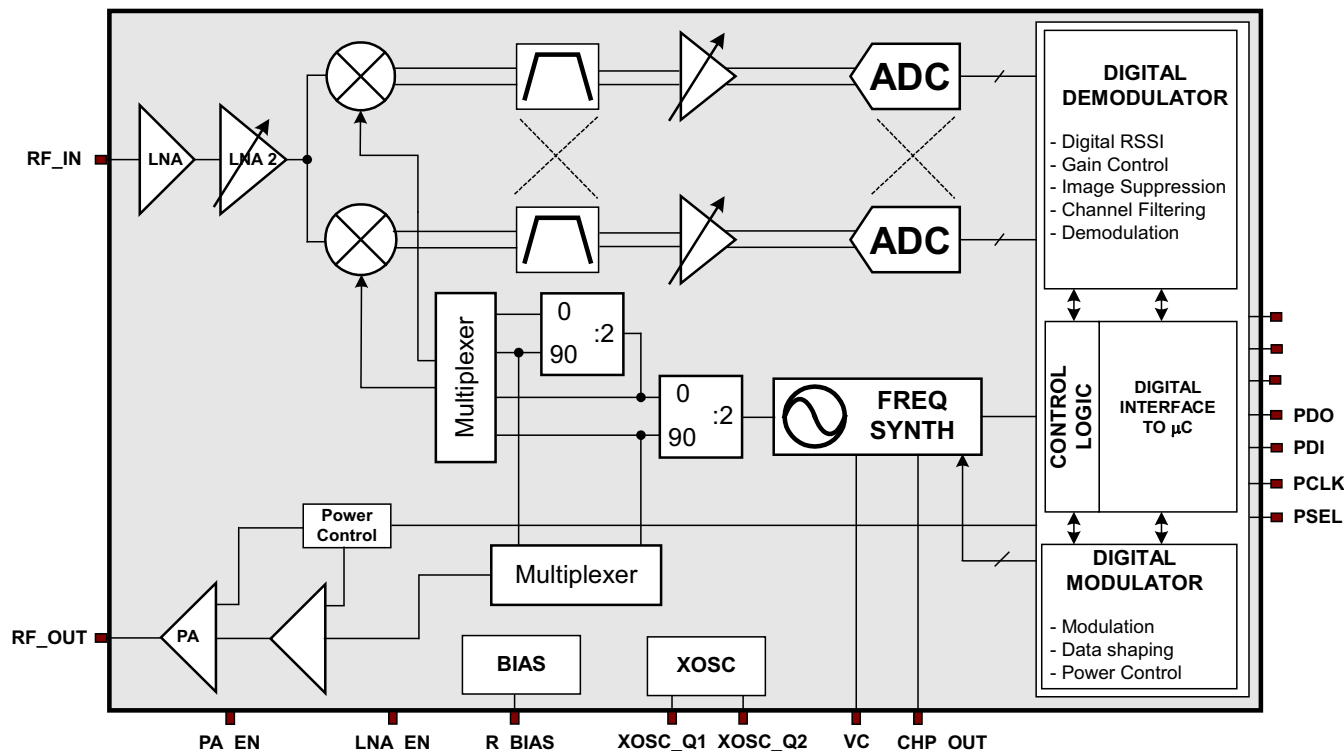 RF_IN
LNA
LNA 2
ADC
ADC
DIGITAL
DEMODULATOR
- Digital RSSI
- Gain Control
- Image Suppression
- Channel Filtering
- Demodulation
Multiplexer
0
:2
90
0
:2
90
FREQ
SYNTH
CONTROL
LOGIC
DIGITAL
INTERFACE
TO μC
PDO
PDI
PCLK
PSEL
Power
Control
Multiplexer
DIGITAL
MODULATOR
- Modulation
- Data shaping
- Power Control
RF_OUT
PA
BIAS
XOSC
PA_EN
LNA_EN
R_BIAS
XOSC_Q1
XOSC_Q2
VC
CHP_OUT